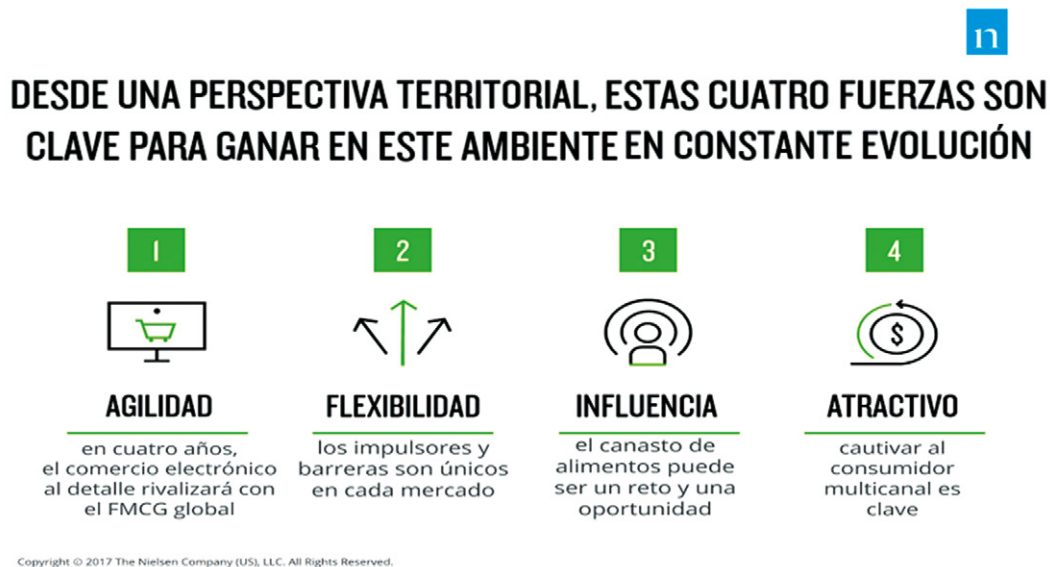 n
DESDE UNA PERSPECTIVA TERRITORIAL, ESTAS CUATRO FUERZAS SON
CLAVE PARA GANAR EN ESTE AMBIENTE EN CONSTANTE EVOLUCIÓN
1
AGILIDAD
en cuatro años,
el comercio electrónico
al detalle rivalizará con
el FMCG global
2
FLEXIBILIDAD
los impulsores y
barreras son únicos
en cada mercado
3
INFLUENCIA
el canasto de
alimentos puede
ser un reto y una
oportunidad
4
$
ATRACTIVO
cautivar al
consumidor
multicanal es
clave
Copyright © 2017 The Nielsen Company (US), LLC. All Rights Reserved.